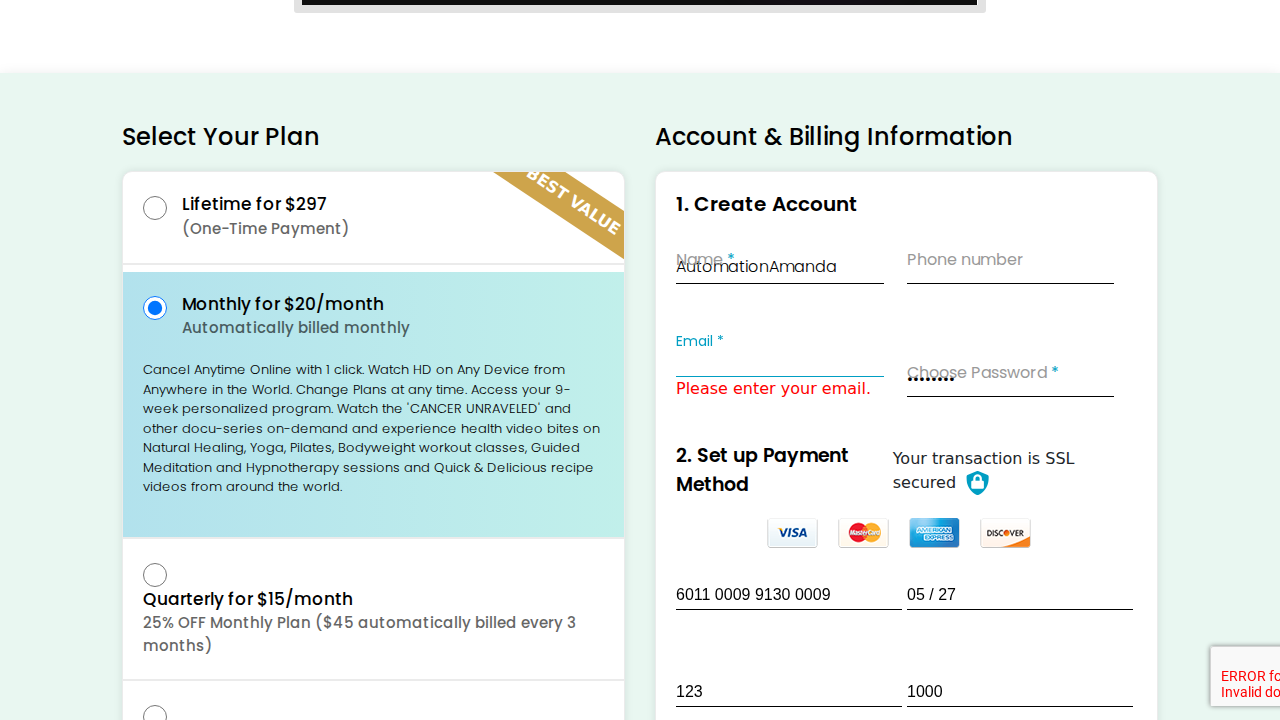 Select Your Plan
Account & Billing Information
Lifetime for $297
(One-Time Payment)
BEST VALUE
Monthly for $20/month
Automatically billed monthly
Cancel Anytime Online with 1 click. Watch HD on Any Device from
Anywhere in the World. Change Plans at any time. Access your 9-
week personalized program. Watch the 'CANCER UNRAVELED' and
other docu-series on-demand and experience health video bites on
Natural Healing, Yoga, Pilates, Bodyweight workout classes, Guided
Meditation and Hypnotherapy sessions and Quick & Delicious recipe
videos from around the world.
Quarterly for $15/month
25% OFF Monthly Plan ($45 automatically billed every 3
months)
1. Create Account
Name *
AutomationAmanda
Phone number
Email *
Please enter your email.
Choose Password *
••••••••
2. Set up Payment
Method
Your transaction is SSL
secured
VISA
MasterCard
AMERICAN
EXPRESS
DISCOVER
6011 0009 9130 0009
05 / 27
123
1000
ERROR fo
Invalid do